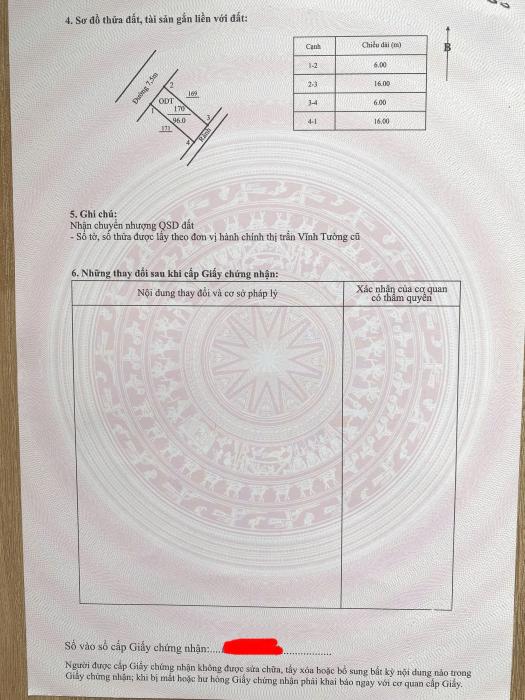 4. Sơ đồ thửa đất, tài sản gắn liền với đất:
Cạnh Chiều dài (m)
1-2 6.00
2-3 16.00
3-4 6.00
4-1 16.00
B
Đường 7,5m
2
169
ODT
1
170
96.0
3
171
4
Rãnh
5. Ghi chú:
Nhận chuyển nhượng QSD đất
- Số tờ, số thửa được lấy theo đơn vị hành chính thị trấn Vĩnh Tường cũ
6. Những thay đổi sau khi cấp Giấy chứng nhận:
Nội dung thay đổi và cơ sở pháp lý
Xác nhận của cơ quan
có thẩm quyền
Số vào sổ cấp Giấy chứng nhận:....
Người được cấp Giấy chứng nhận không được sửa chữa, tẩy xóa hoặc bổ sung bất kỳ nội dung nào trong
Giấy chứng nhận; khi bị mất hoặc hư hỏng Giấy chứng nhận phải khai báo ngay với cơ quan cấp Giấy.